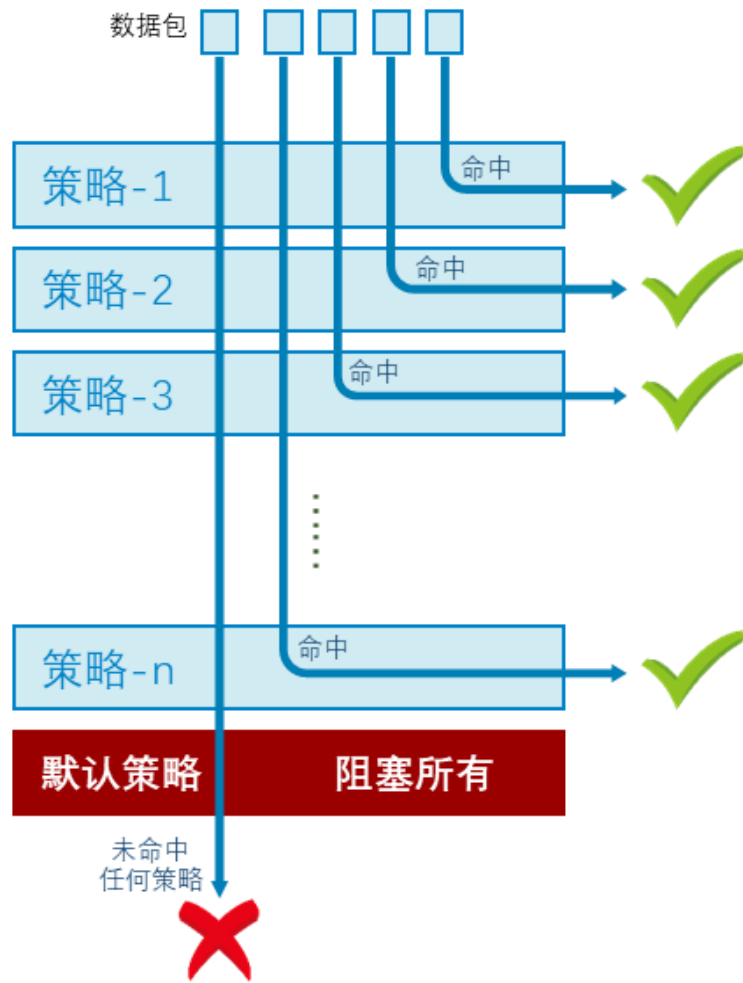 数据包
策略-1
命中
策略-2
命中
策略-3
命中
策略-n
命中
默认策略 阻塞所有
未命中
任何策略